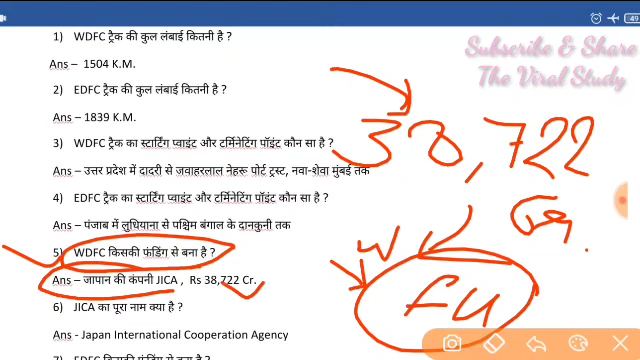 49
Subscribe & Share
The Viral Study
1) WDFC ट्रैक की कुल लंबाई कितनी है ?
Ans – 1504 K.M.
2) EDFC ट्रैक की कुल लंबाई कितनी है ?
Ans – 1839 K.M.
3) WDFC ट्रैक का स्टार्टिंग प्वाइंट और टर्मिनेटिंग पॉइंट कौन सा है ?
Ans – उत्तर प्रदेश में दादरी से ज़वाहरलाल नेहरू पोर्ट ट्रस्ट, नवा-शेवा मुंबई तक
4) EDFC ट्रैक का स्टार्टिंग प्वाइंट और टर्मिनेटिंग पॉइंट कौन सा है ?
Ans – पंजाब में लुधियाना से पश्चिम बंगाल के दानकुनी तक
5) WDFC किसकी फंडिंग से बना है ?
Ans – जापान की कंपनी JICA , Rs 38,722 Cr.
6) JICA का पूरा नाम क्या है ?
Ans - Japan International Cooperation Agency
38,722
W